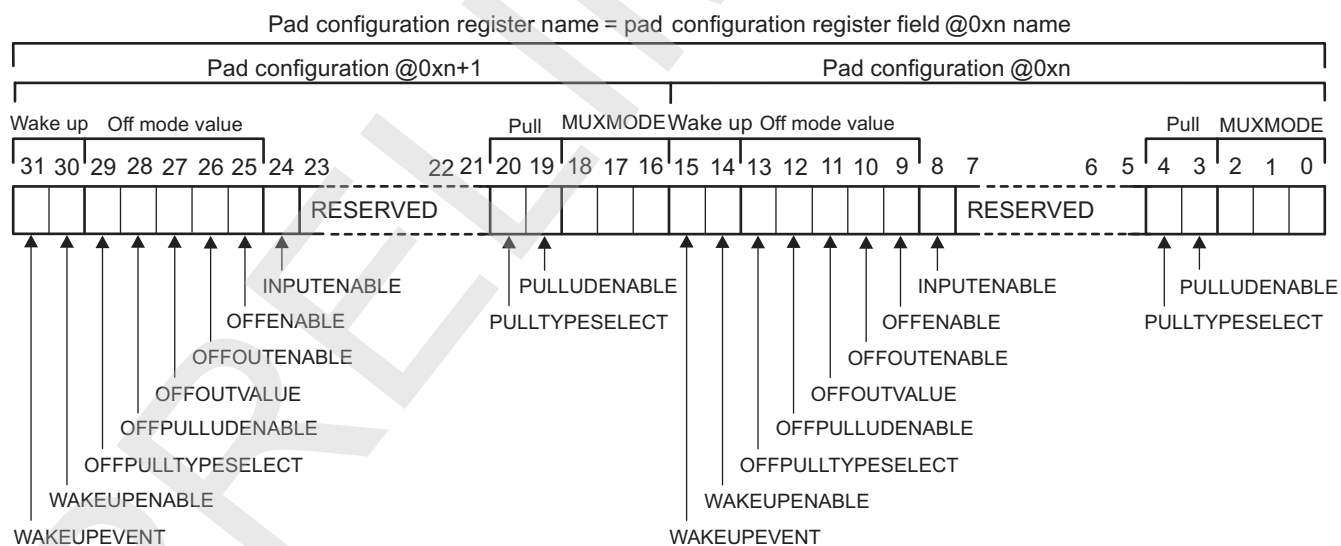 Pad configuration register name = pad configuration register field @0xn name
Pad configuration @0xn+1 Pad configuration @0xn
Wake up Off mode value Pull MUXMODE Wake up Off mode value Pull MUXMODE
31 30 29 28 27 26 25 24 23 22 21 20 19 18 17 16 15 14 13 12 11 10 9 8 7 6 5 4 3 2 1 0
RESERVED RESERVED
INPUTENABLE PULLUDENABLE INPUTENABLE PULLUDENABLE
OFFENABLE PULLTYPESELECT OFFENABLE PULLTYPESELECT
OFFOUTENABLE OFFOUTENABLE
OFFOUTVALUE OFFOUTVALUE
OFFPULLUDENABLE OFFPULLUDENABLE
OFFPULLTYPESELECT OFFPULLTYPESELECT
WAKEUPENABLE WAKEUPENABLE
WAKEUPEVENT WAKEUPEVENT